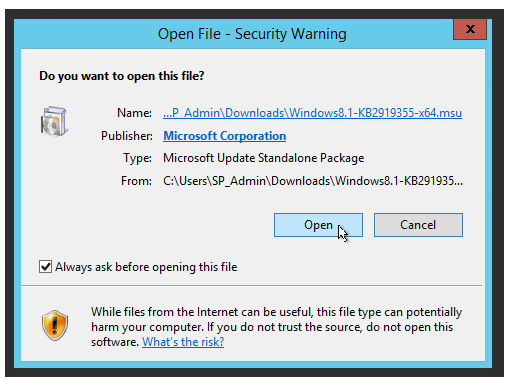 Open File - Security Warning
x
Do you want to open this file?
Name: ...P_Admin\Downloads\Windows8.1-KB2919355-x64.msu
Publisher: Microsoft Corporation
Type: Microsoft Update Standalone Package
From: C:\Users\SP_Admin\Downloads\Windows8.1-KB291935...
Open Cancel
Always ask before opening this file
While files from the Internet can be useful, this file type can potentially
harm your computer. If you do not trust the source, do not open this
software. What's the risk?